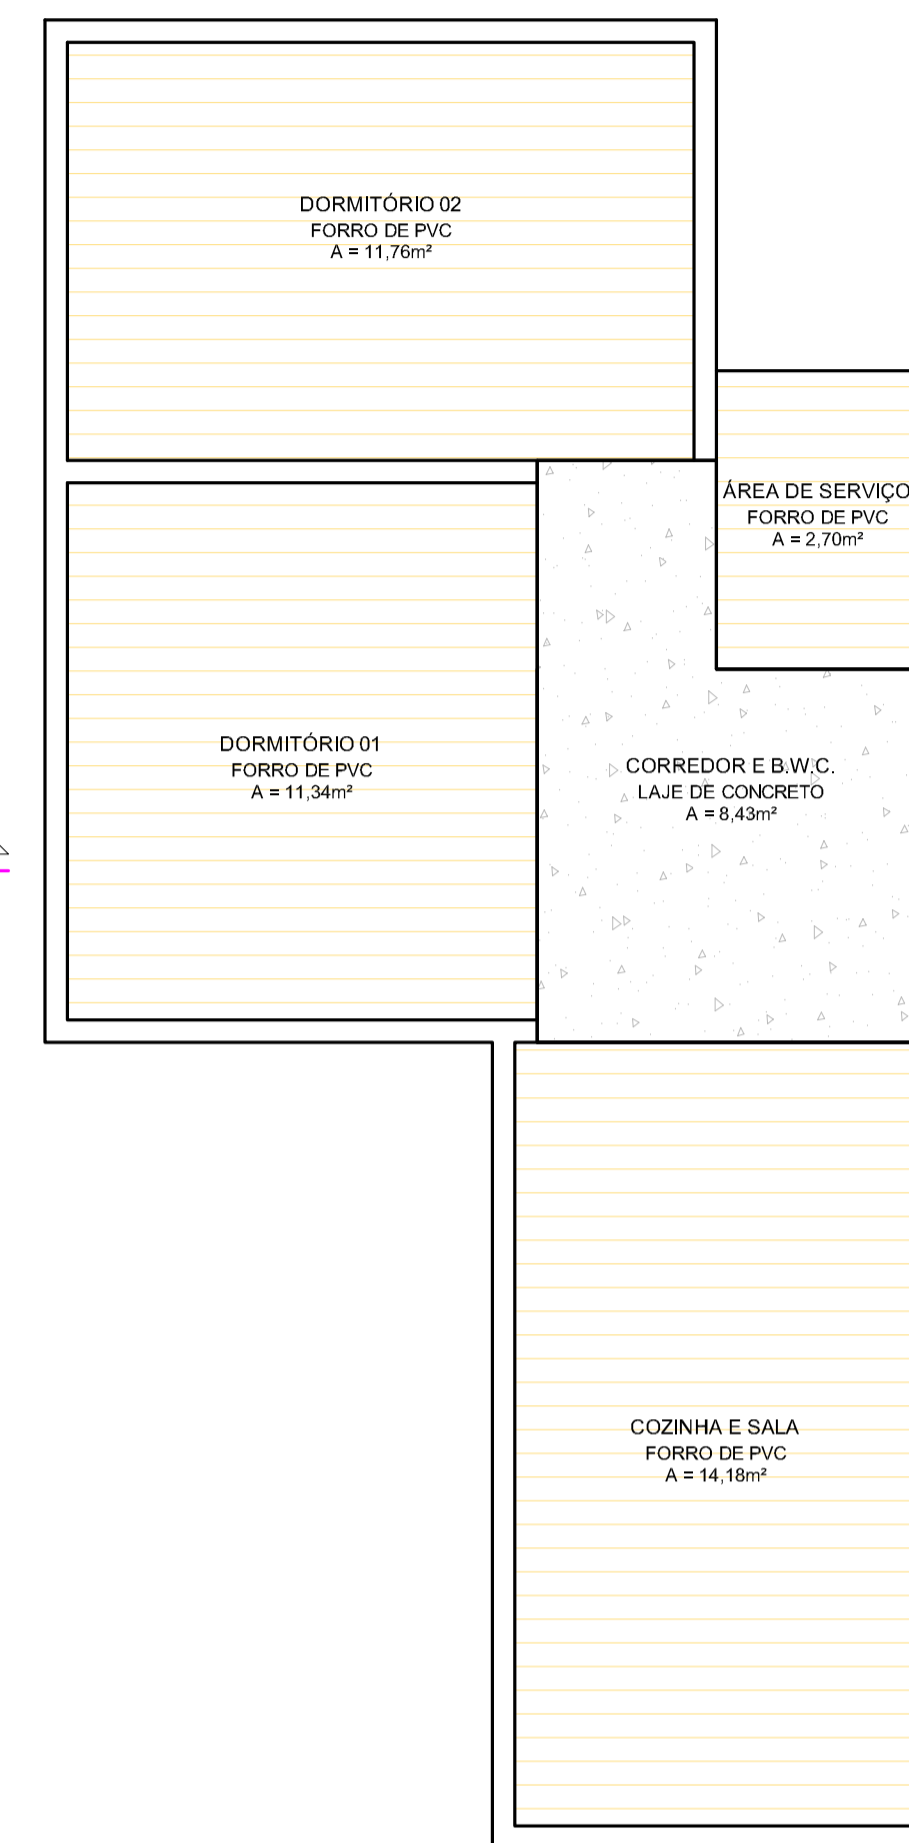 DORMITÓRIO 02
FORRO DE PVC
A = 11,76m²
ÁREA DE SERVIÇO
FORRO DE PVC
A = 2,70m²
DORMITÓRIO 01
FORRO DE PVC
A = 11,34m²
CORREDOR E B.W.C.
LAJE DE CONCRETO
A = 8,43m²
COZINHA E SALA
FORRO DE PVC
A = 14,18m²